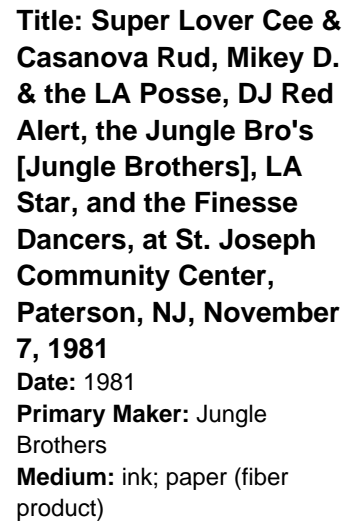 Title: Super Lover Cee &
Casanova Rud, Mikey D.
& the LA Posse, DJ Red
Alert, the Jungle Bro's
[Jungle Brothers], LA
Star, and the Finesse
Dancers, at St. Joseph
Community Center,
Paterson, NJ, November
7, 1981
Date: 1981
Primary Maker: Jungle
Brothers
Medium: ink; paper (fiber
product)